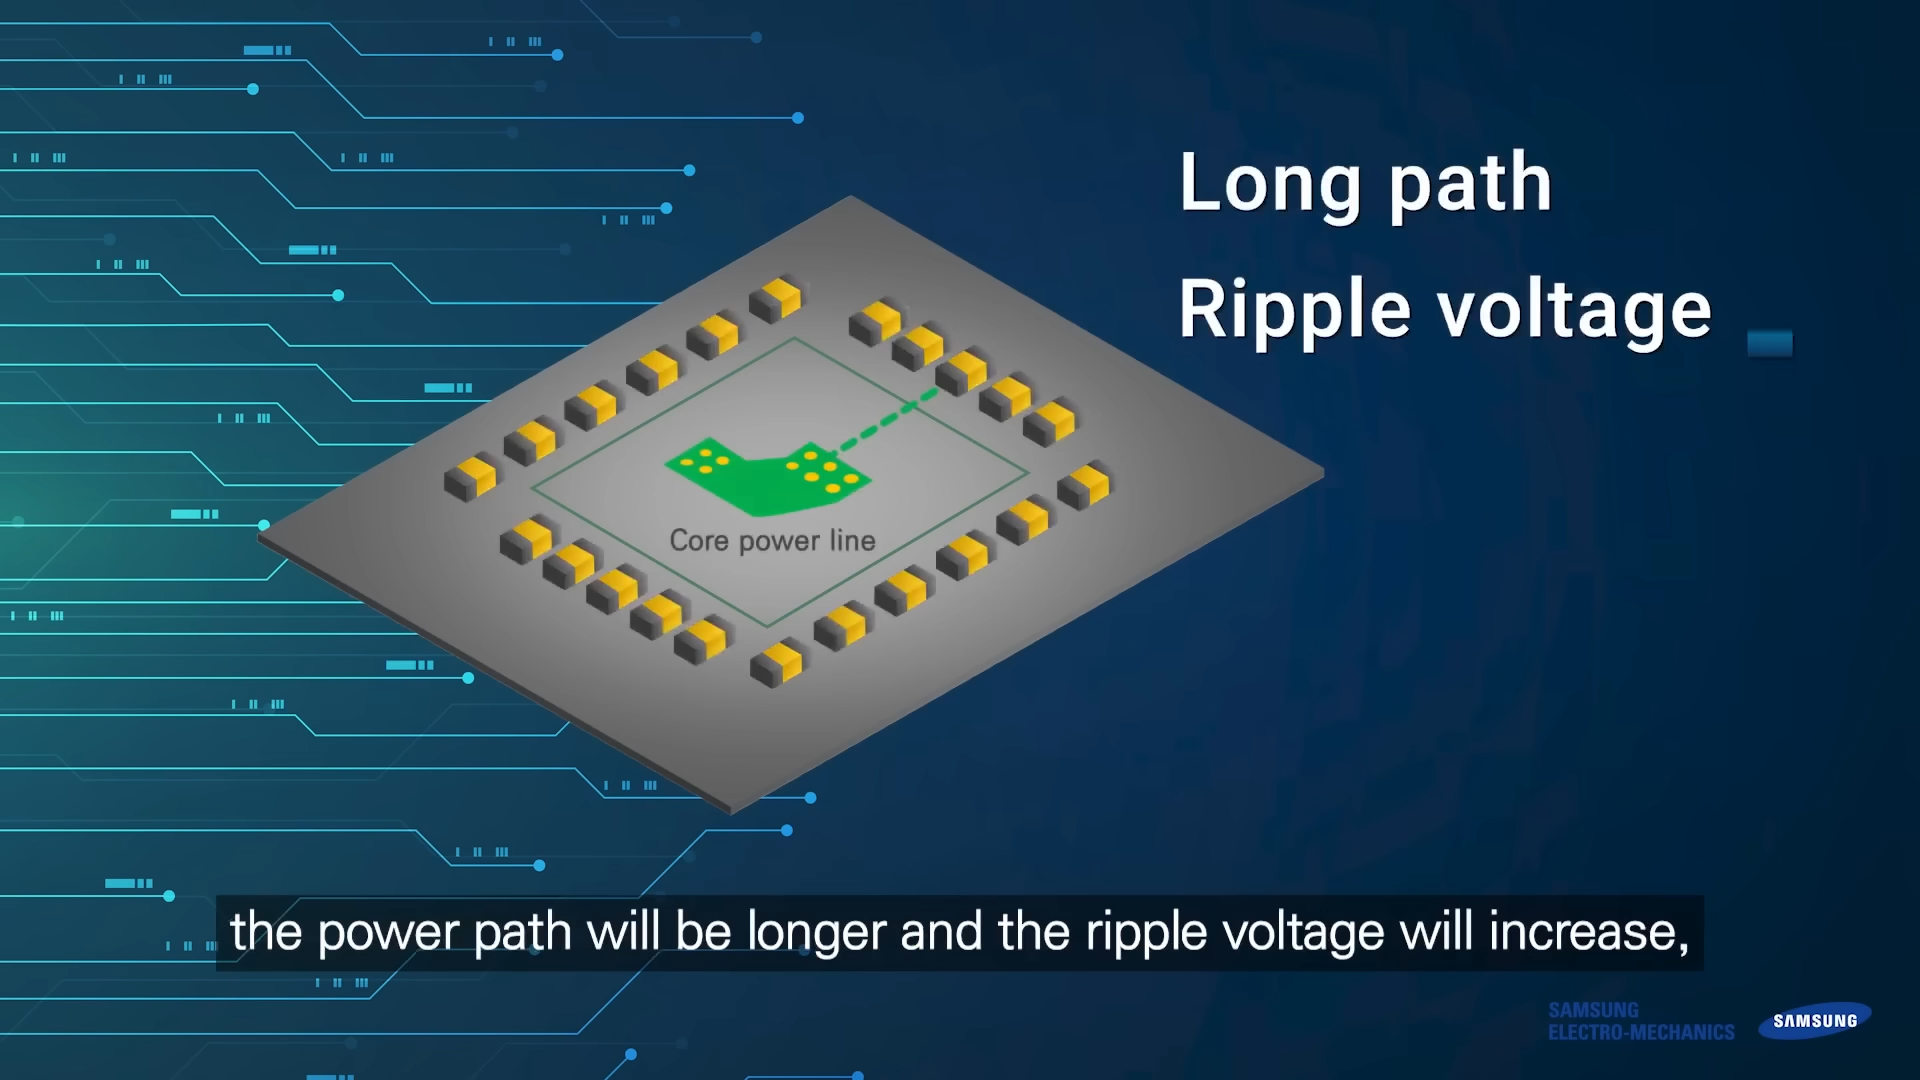 Long path
Ripple voltage
Core power line
the power path will be longer and the ripple voltage will increase,
SAMSUNG
ELECTRO-MECHANICS
SAMSUNG